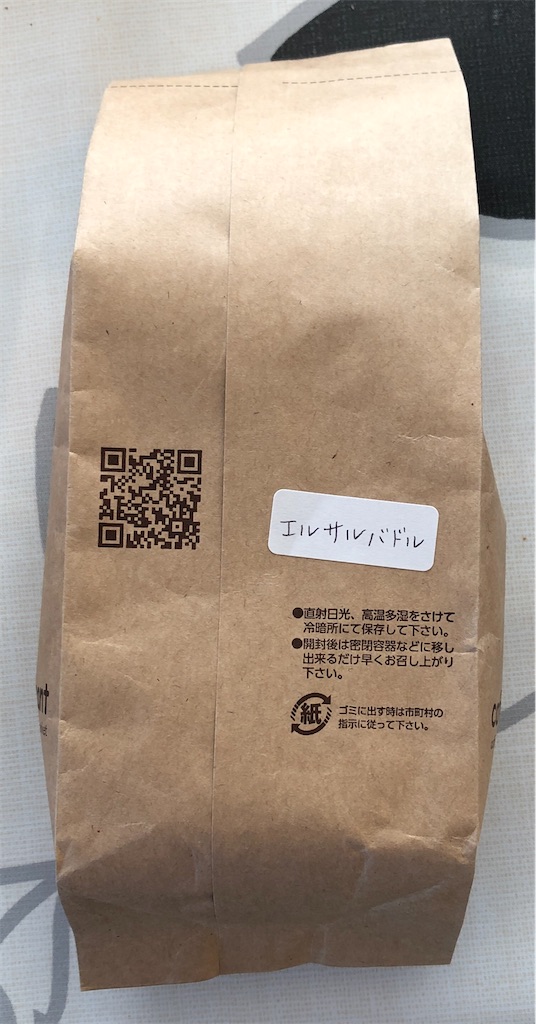 エルサルバドル
●直射日光、高温多湿をさけて
冷暗所にて保存して下さい。
●開封後は密閉容器などに移し
出来るだけ早くお召し上がり
下さい。
紙
ゴミに出す時は市町村の
指示に従って下さい。